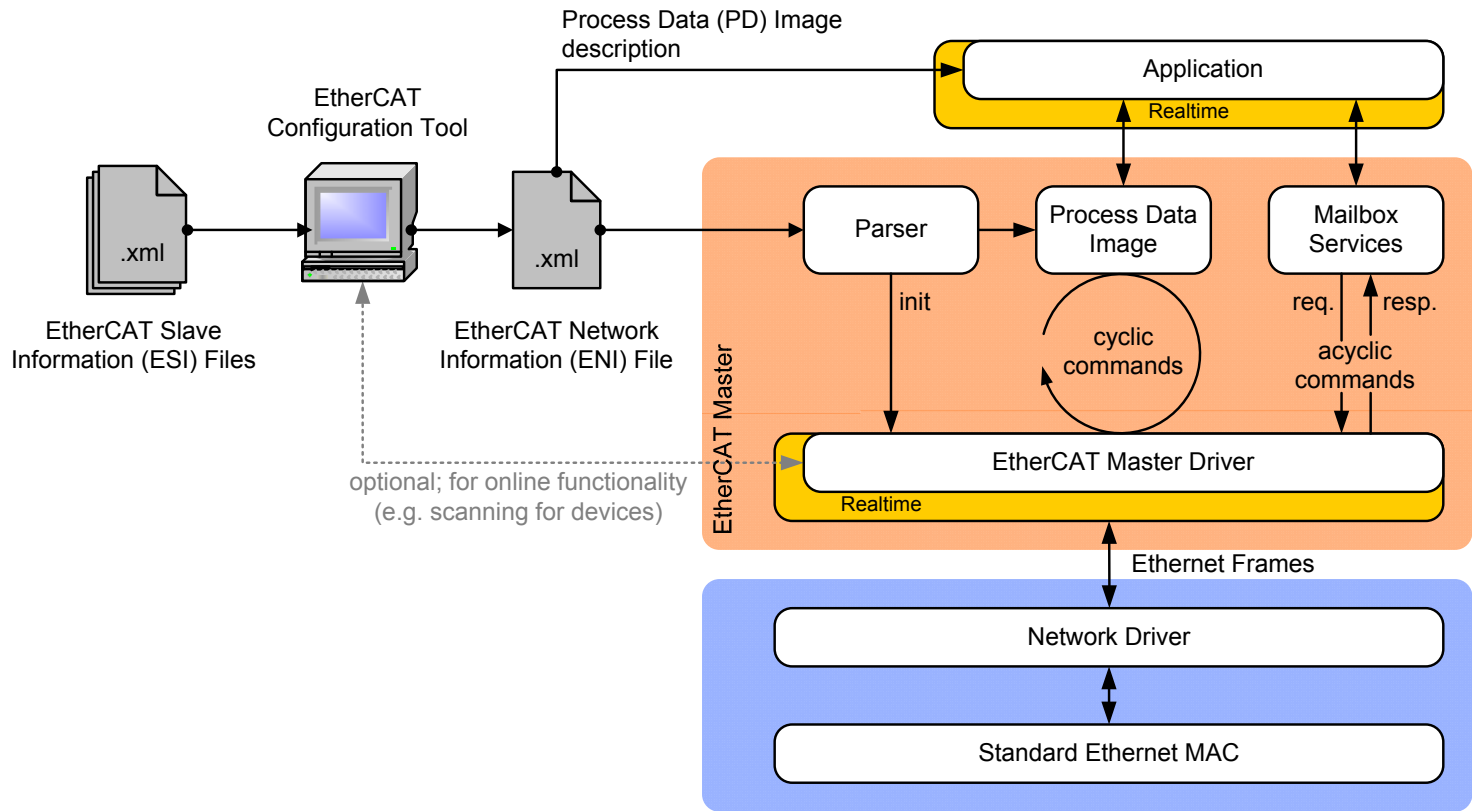 Process Data (PD) Image
description
Application
Realtime
EtherCAT
Configuration Tool
.xml
.xml
Parser
Process Data
Image
Mailbox
Services
EtherCAT Slave
Information (ESI) Files
EtherCAT Network
Information (ENI) File
init
cyclic
commands
req.
resp.
acyclic
commands
EtherCAT Master
EtherCAT Master Driver
Realtime
optional; for online functionality
(e.g. scanning for devices)
Ethernet Frames
Network Driver
Standard Ethernet MAC